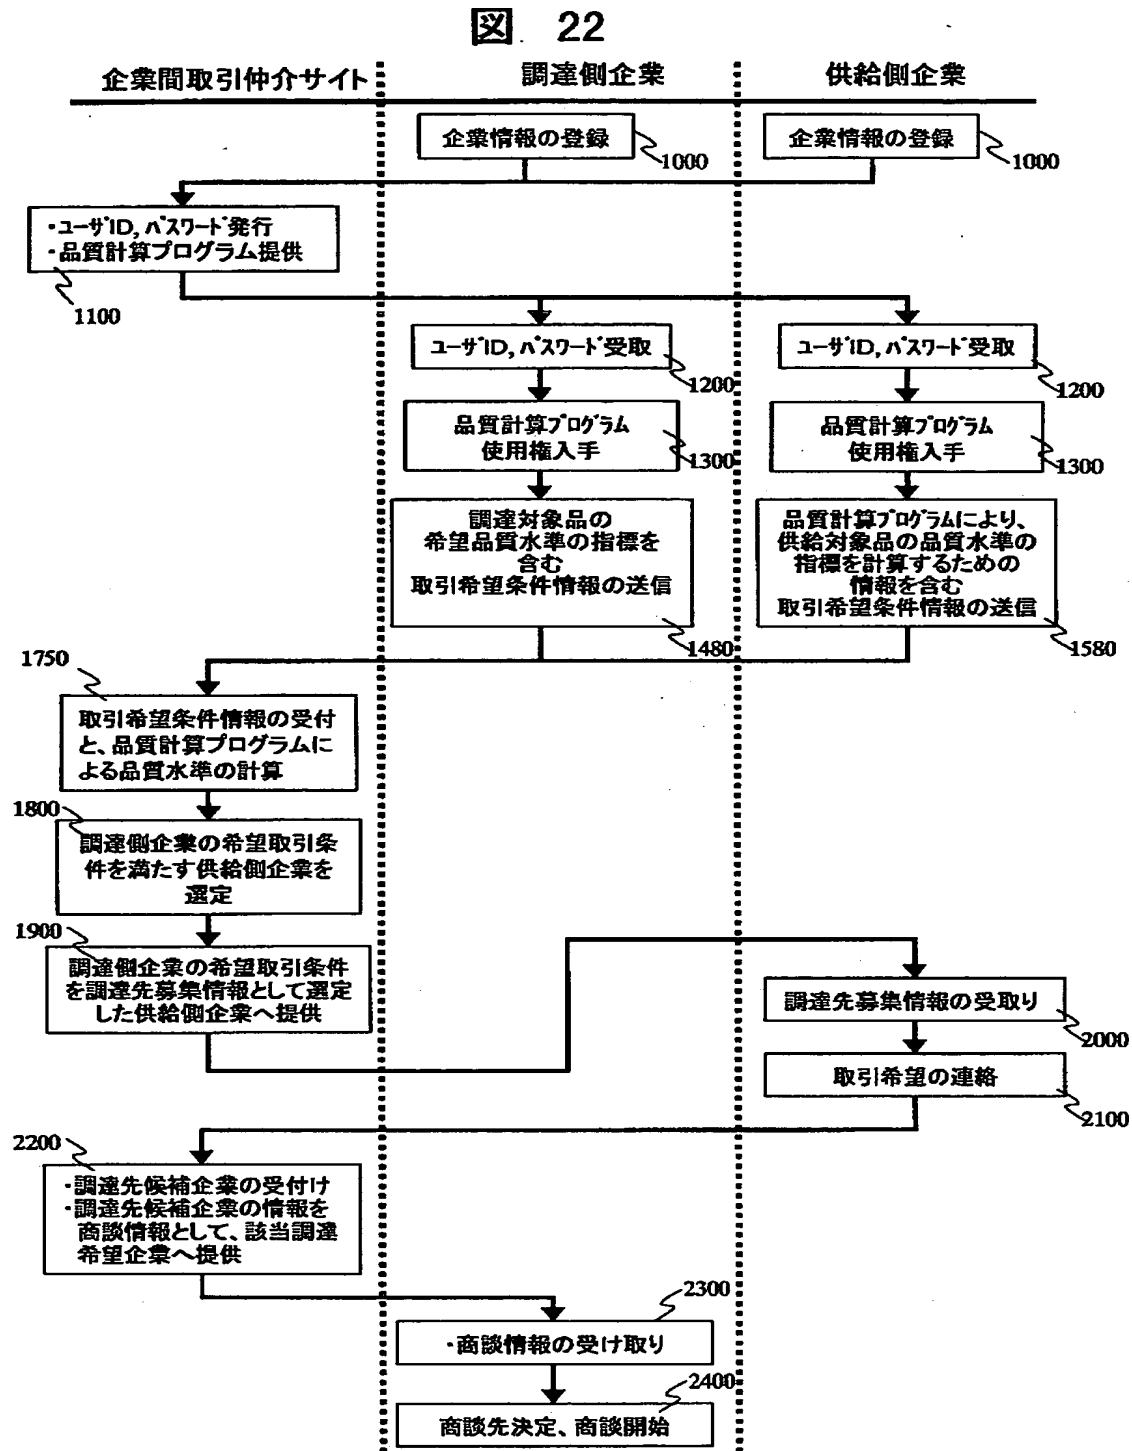 図 22
企業間取引仲介サイト
調達側企業
供給側企業
企業情報の登録
1000
企業情報の登録
1000
・ユーザID, パスワード発行
・品質計算プログラム提供
1100
ユーザID, パスワード受取
1200
ユーザID, パスワード受取
1200
品質計算プログラム
使用権入手
1300
品質計算プログラム
使用権入手
1300
調達対象品の
希望品質水準の指標を
含む
取引希望条件情報の送信
1480
品質計算プログラムにより、
供給対象品の品質水準の
指標を計算するための
情報を含む
取引希望条件情報の送信
1580
1750
取引希望条件情報の受付
と、品質計算プログラムに
よる品質水準の計算
1800
調達側企業の希望取引条
件を満たす供給側企業を
選定
1900
調達側企業の希望取引条件
を調達先募集情報として選定
した供給側企業へ提供
調達先募集情報の受取り
2000
取引希望の連絡
2100
2200
・調達先候補企業の受付け
・調達先候補企業の情報を
商談情報として、該当調達
希望企業へ提供
2300
・商談情報の受け取り
2400
商談先決定、商談開始